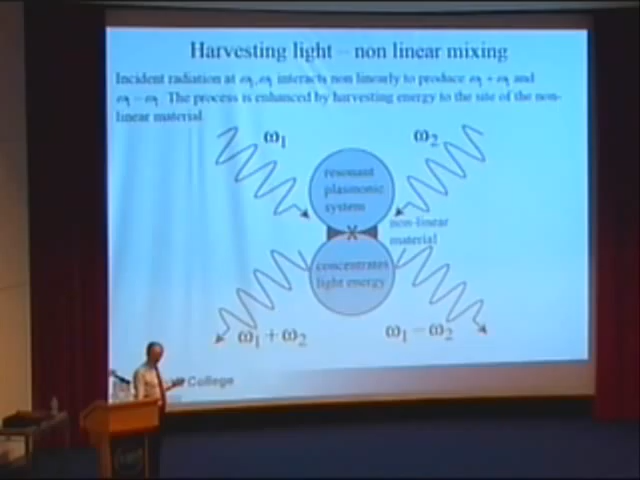 Harvesting light – non linear mixing
Incident radiation at ω₁,ω₂ interacts non linearly to produce ω₁ + ω₂ and
ω₁ − ω₂. The process is enhanced by harvesting energy to the site of the non-
linear material.
ω₁
ω₂
resonant
plasmonic
system
non-linear
material
concentrates
light energy
ω₁ + ω₂
ω₁ − ω₂
College